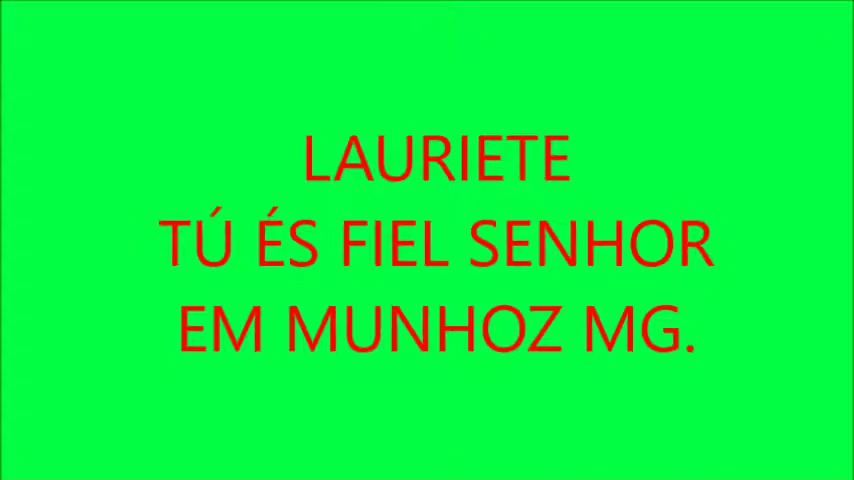 LAURIETE
TÚ ÉS FIEL SENHOR
EM MUNHOZ MG.